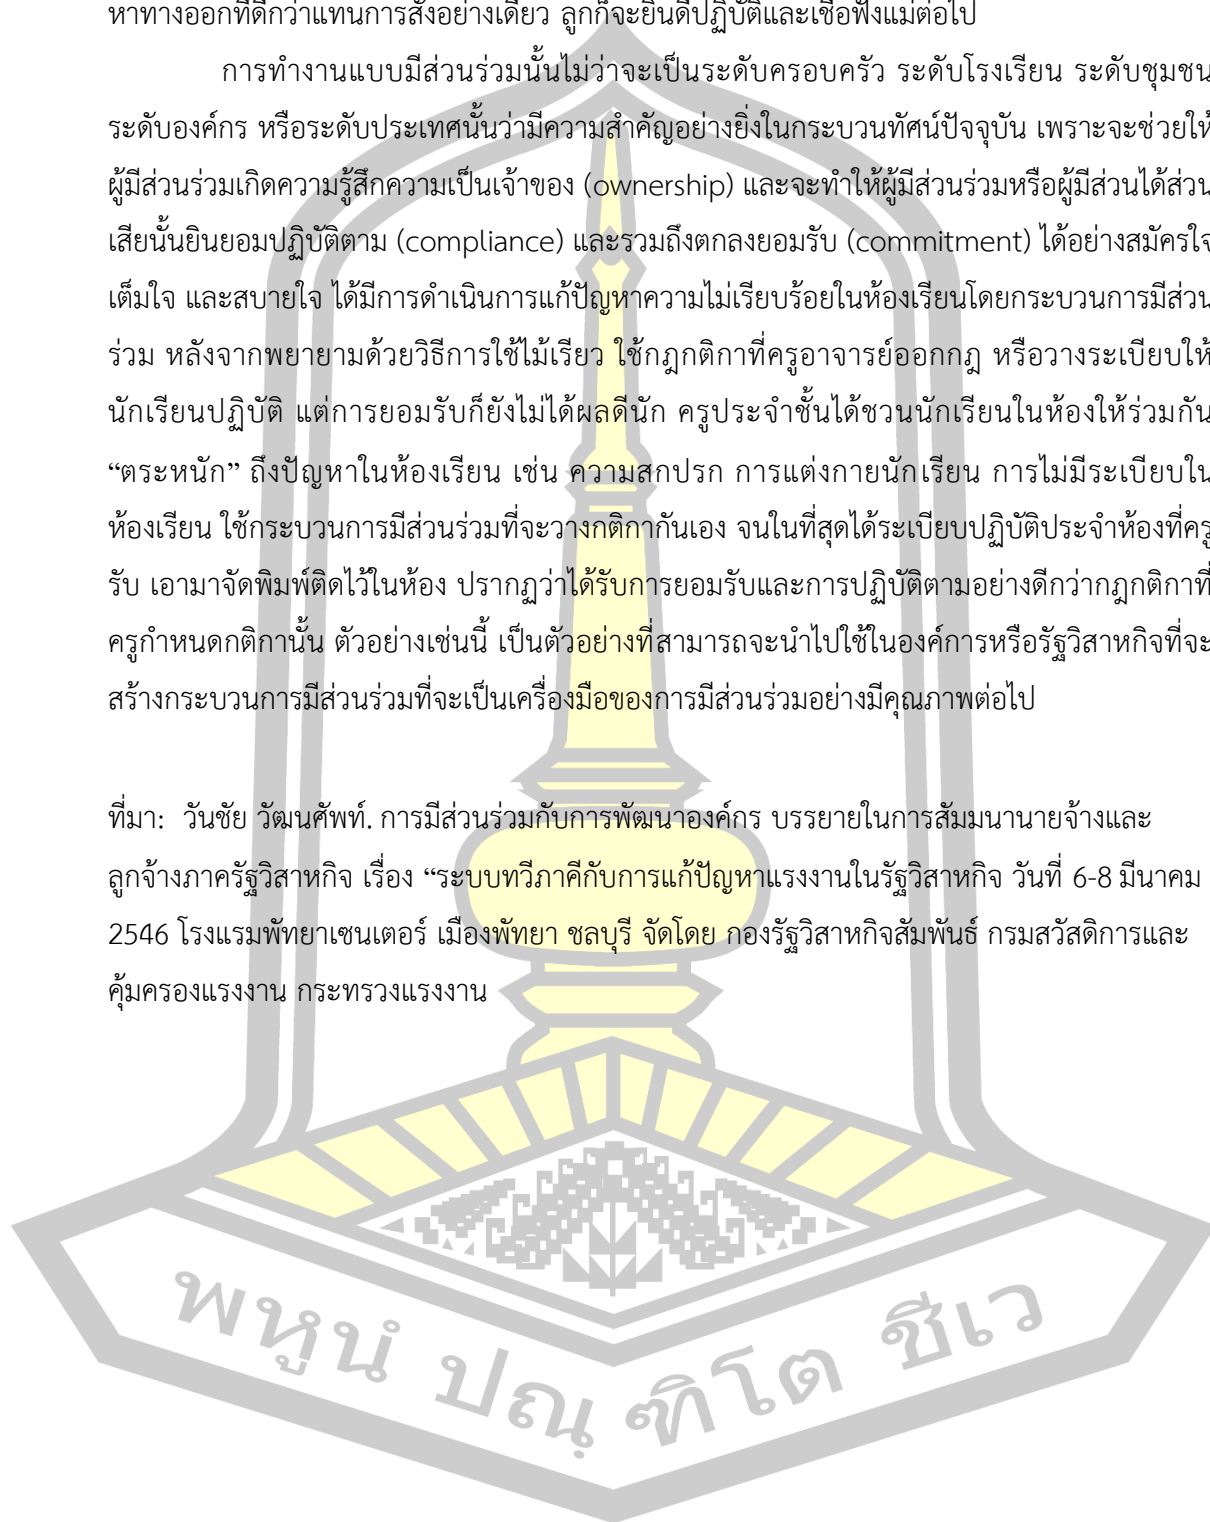 หาทางออกที่ดีกว่าแทนการสั่งอย่างเดียว ลูกก็จะยินดีปฏิบัติและเชื่อฟังแม่ต่อไป
การทำงานแบบมีส่วนร่วมนั้นไม่ว่าจะเป็นระดับครอบครัว ระดับโรงเรียน ระดับชุมชน
ระดับองค์กร หรือระดับประเทศนั้นว่ามีความสำคัญอย่างยิ่งในกระบวนทัศน์ปัจจุบัน เพราะจะช่วยให้
ผู้มีส่วนร่วมเกิดความรู้สึกความเป็นเจ้าของ (ownership) และจะทำให้ผู้มีส่วนร่วมหรือผู้มีส่วนได้ส่วน
เสียนั้นยินยอมปฏิบัติตาม (compliance) และรวมถึงตกลงยอมรับ (commitment) ได้อย่างสมัครใจ
เต็มใจ และสบายใจ ได้มีการดำเนินการแก้ปัญหาความไม่เรียบร้อยในห้องเรียนโดยกระบวนการมีส่วน
ร่วม หลังจากพยายามด้วยวิธีการใช้ไม้เรียว ใช้กฎกติกาที่ครูอาจารย์ออกกฎ หรือวางระเบียบให้
นักเรียนปฏิบัติ แต่การยอมรับก็ยังไม่ได้ผลดีนัก ครูประจำชั้นได้ชวนนักเรียนในห้องให้ร่วมกัน
“ตระหนัก” ถึงปัญหาในห้องเรียน เช่น ความสกปรก การแต่งกายนักเรียน การไม่มีระเบียบใน
ห้องเรียน ใช้กระบวนการมีส่วนร่วมที่จะวางกติกากันเอง จนในที่สุดได้ระเบียบปฏิบัติประจำห้องที่ครู
รับ เอามาจัดพิมพ์ติดไว้ในห้อง ปรากฏว่าได้รับการยอมรับและการปฏิบัติตามอย่างดีกว่ากฎกติกาที่
ครูกำหนดกติกานั้น ตัวอย่างเช่นนี้ เป็นตัวอย่างที่สามารถจะนำไปใช้ในองค์การหรือรัฐวิสาหกิจที่จะ
สร้างกระบวนการมีส่วนร่วมที่จะเป็นเครื่องมือของการมีส่วนร่วมอย่างมีคุณภาพต่อไป
ที่มา: วันชัย วัฒนศัพท์. การมีส่วนร่วมกับการพัฒนาองค์กร บรรยายในการสัมมนานายจ้างและ
ลูกจ้างภาครัฐวิสาหกิจ เรื่อง “ระบบทวีภาคีกับการแก้ปัญหาแรงงานในรัฐวิสาหกิจ วันที่ 6-8 มีนาคม
2546 โรงแรมพัทยาเซนเตอร์ เมืองพัทยา ชลบุรี จัดโดย กองรัฐวิสาหกิจสัมพันธ์ กรมสวัสดิการและ
คุ้มครองแรงงาน กระทรวงแรงงาน
พหูนํ ปณฺฑิโต ชีเว